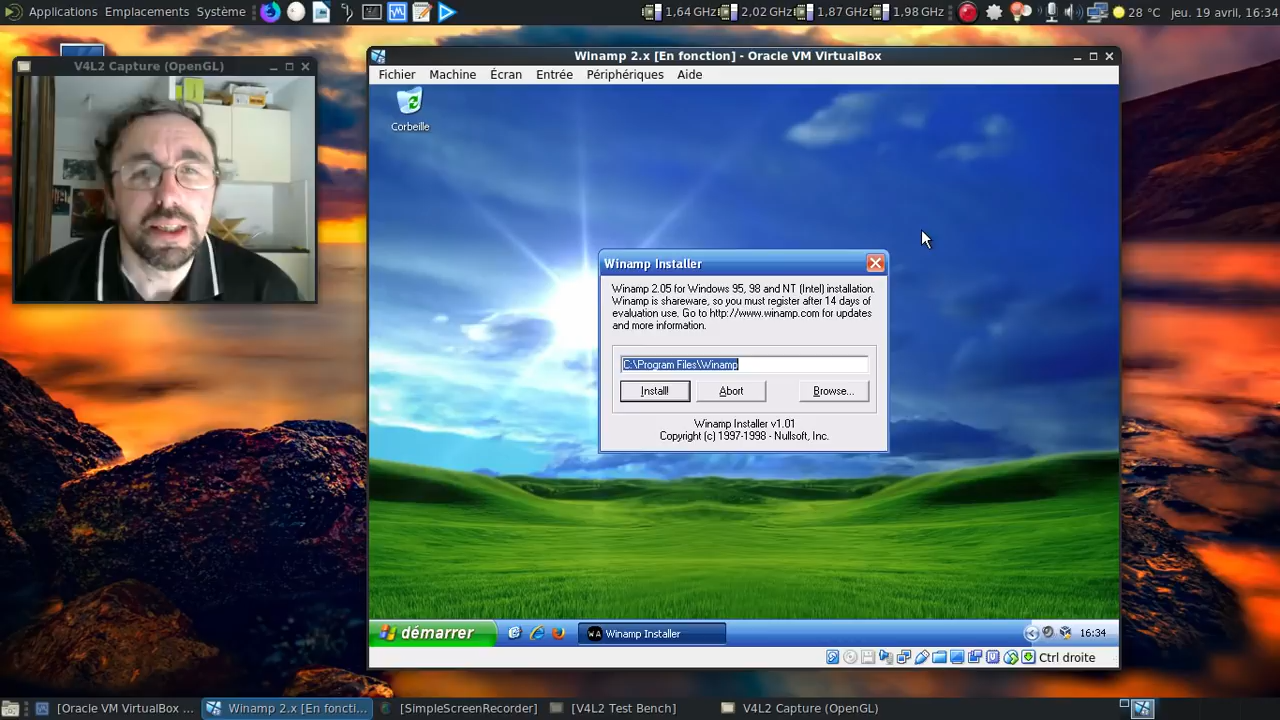 Applications Emplacements Système
1,64 GHz 2,02 GHz 1,87 GHz 1,98 GHz
28 °C jeu. 19 avril, 16:34
V4L2 Capture (OpenGL)
Winamp 2.x [En fonction] - Oracle VM VirtualBox
Fichier Machine Écran Entrée Périphériques Aide
Corbeille
Winamp Installer
Winamp 2.05 for Windows 95, 98 and NT (Intel) installation.
Winamp is shareware, so you must register after 14 days of
evaluation use. Go to http://www.winamp.com for updates
and more information.
C:\Program Files\Winamp
Install! Abort Browse...
Winamp Installer v1.01
Copyright (c) 1997-1998 - Nullsoft, Inc.
démarrer
WA Winamp Installer
16:34
Ctrl droite
[Oracle VM VirtualBox ...
Winamp 2.x [En foncti...
[SimpleScreenRecorder]
[V4L2 Test Bench]
V4L2 Capture (OpenGL)